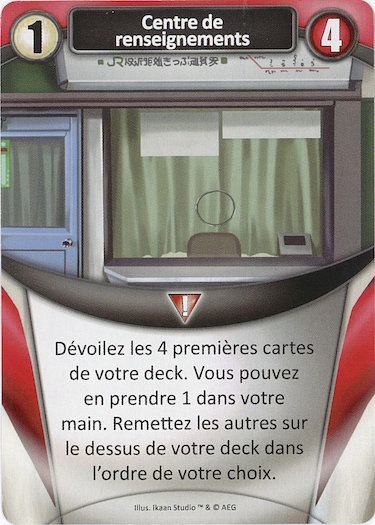 1
Centre de
renseignements
4
Dévoilez les 4 premières cartes
de votre deck. Vous pouvez
en prendre 1 dans votre
main. Remettez les autres sur
le dessus de votre deck dans
l'ordre de votre choix.
Illus. Ikaan Studio ™ & © AEG